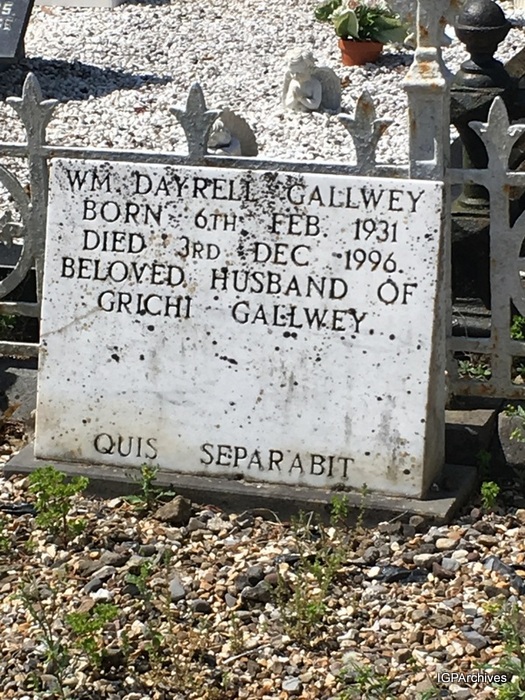 WM. DAYRELL GALLWEY
BORN 6TH FEB. 1931
DIED 3RD DEC 1996.
BELOVED HUSBAND OF
GRICHI GALLWEY.
QUIS SEPARABIT
IGPArchives